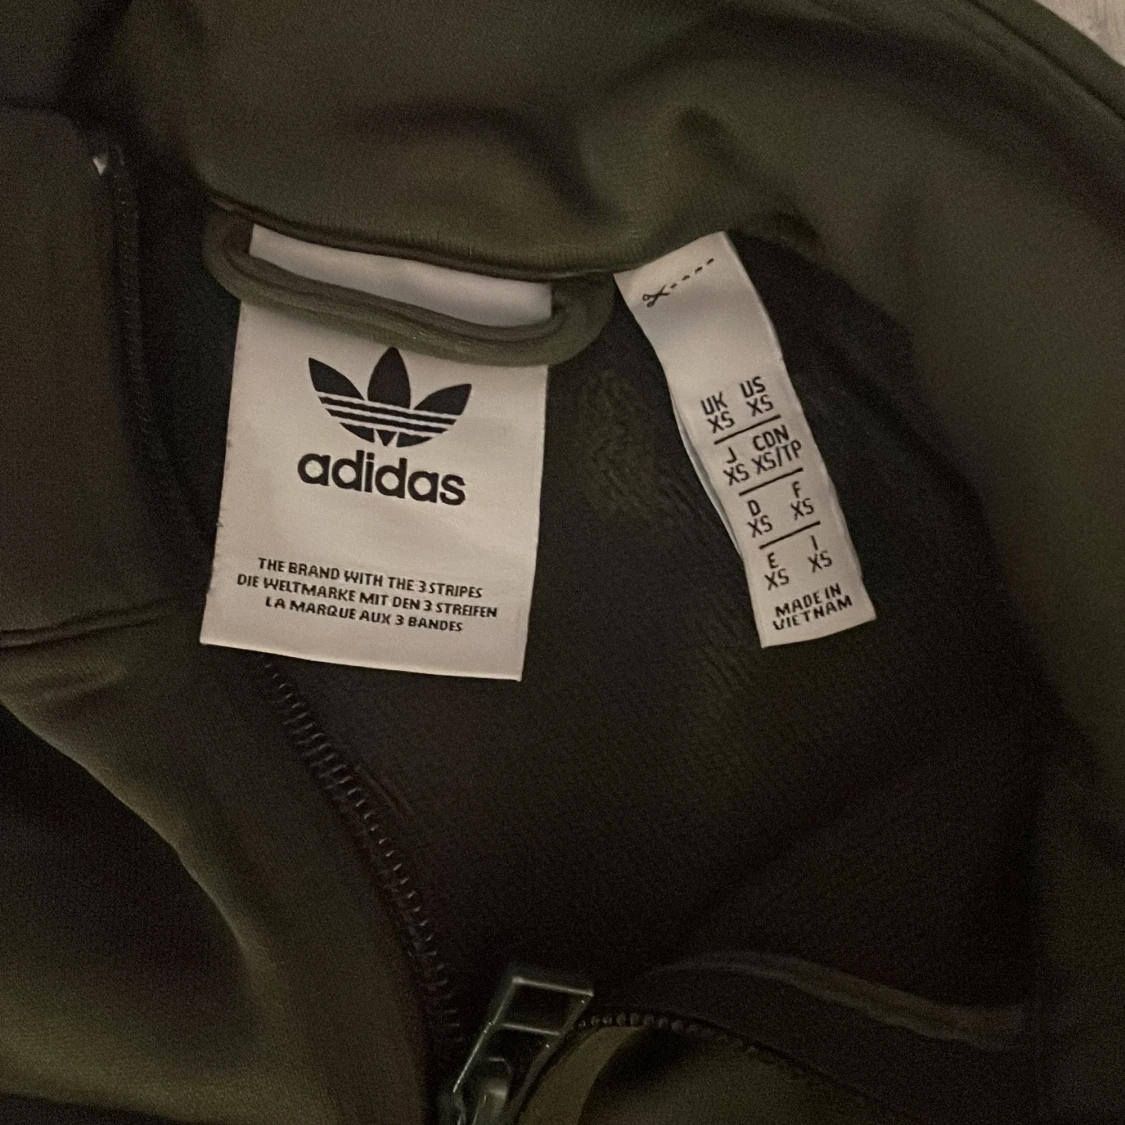 adidas
THE BRAND WITH THE 3 STRIPES
DIE WELTMARKE MIT DEN 3 STREIFEN
LA MARQUE AUX 3 BANDES
UK US
XS XS
J CDN
XS XS/TP
D F
XS XS
E I
XS XS
MADE IN
VIETNAM